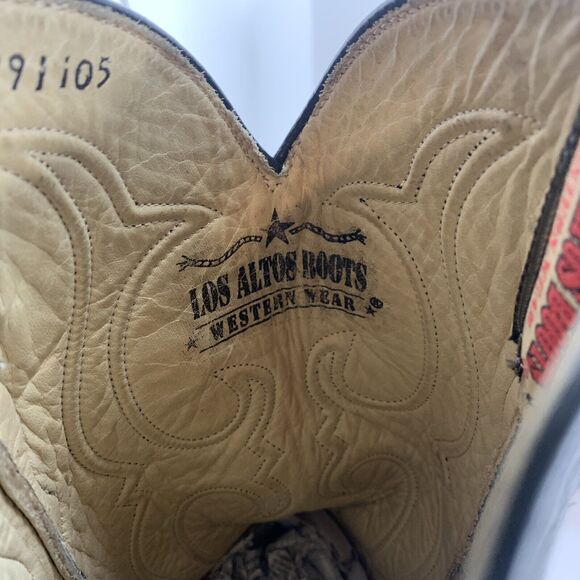 91105
LOS ALTOS BOOTS
WESTERN WEAR
®